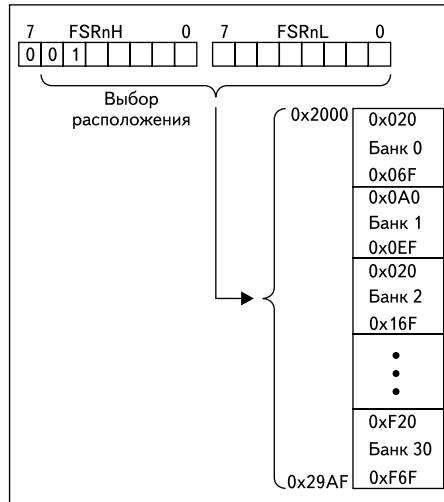 7 FSRnH 0 7 FSRnL 0
0 0 1
Выбор
расположения
0x2000
0x020
Банк 0
0x06F
0x0A0
Банк 1
0x0EF
0x020
Банк 2
0x16F
0xF20
Банк 30
0xF6F
0x29AF